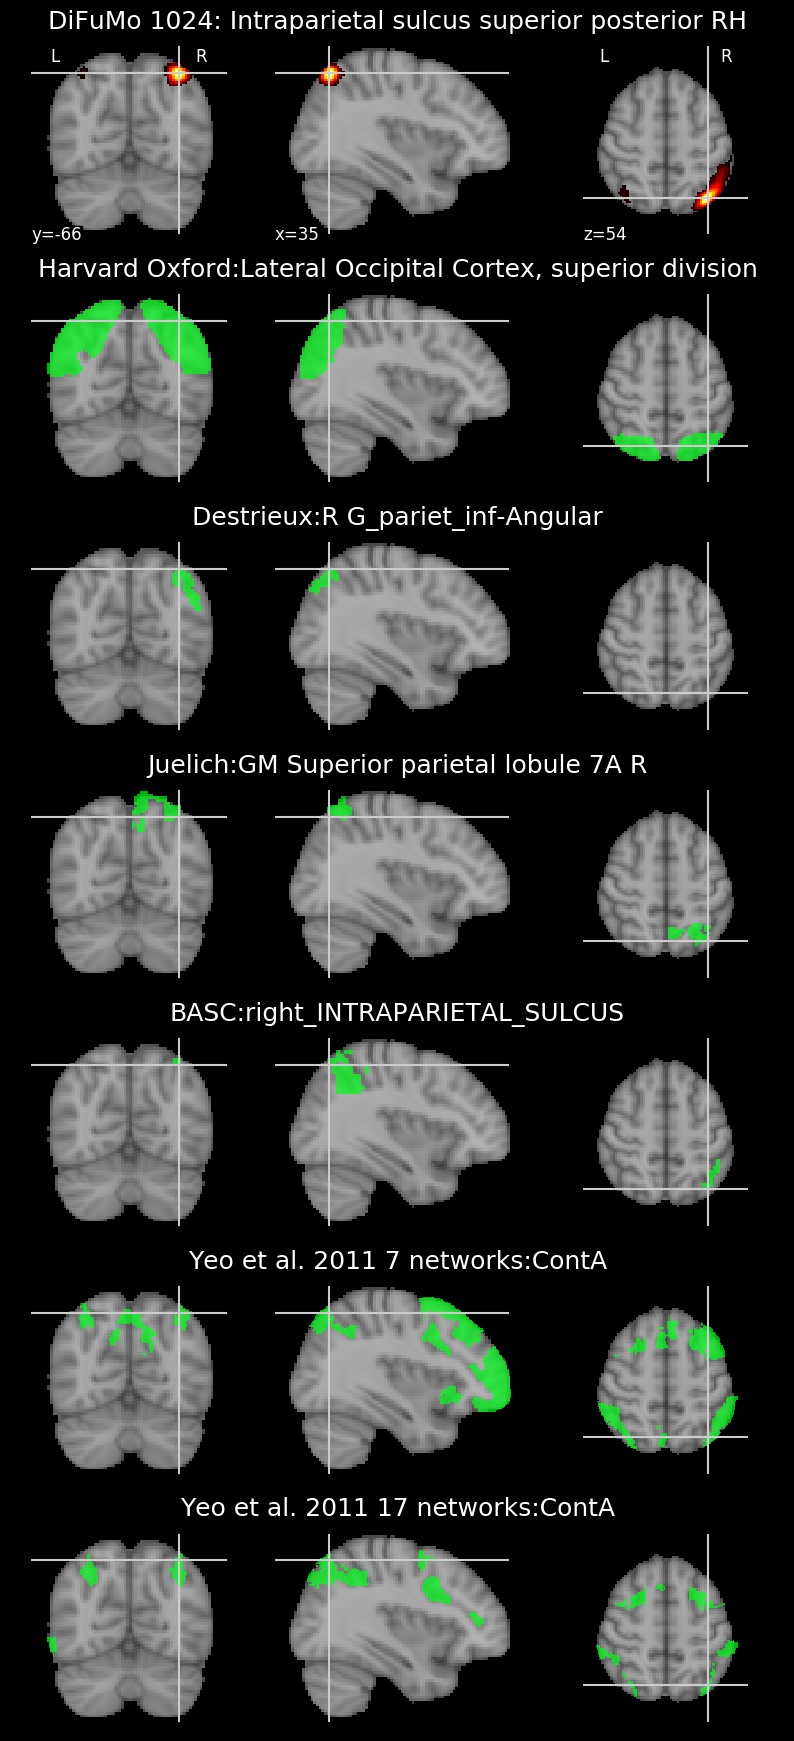 DiFuMo 1024: Intraparietal sulcus superior posterior RH
L R L R
y=-66 x=35 z=54
Harvard Oxford:Lateral Occipital Cortex, superior division
Destrieux:R G_pariet_inf-Angular
Juelich:GM Superior parietal lobule 7A R
BASC:right_INTRAPARIETAL_SULCUS
Yeo et al. 2011 7 networks:ContA
Yeo et al. 2011 17 networks:ContA